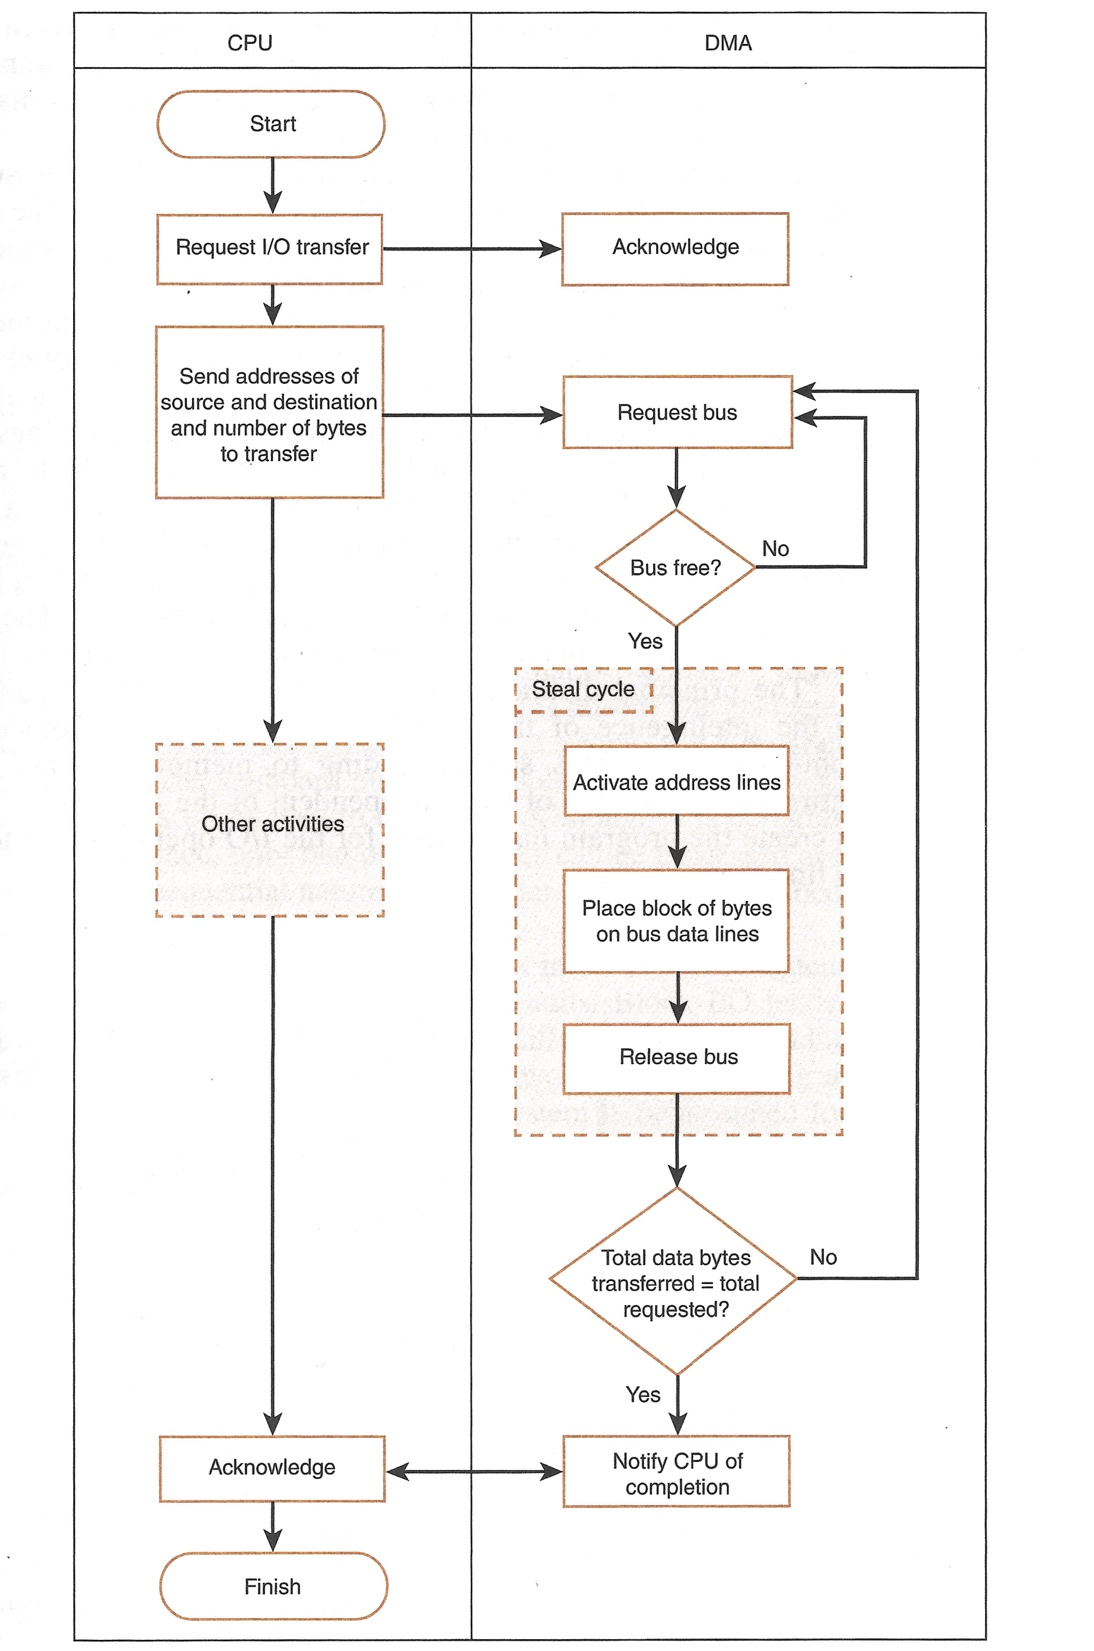 CPU
DMA
Start
Request I/O transfer
Acknowledge
Send addresses of
source and destination
and number of bytes
to transfer
Request bus
Bus free?
No
Yes
Steal cycle
Activate address lines
Other activities
Place block of bytes
on bus data lines
Release bus
Total data bytes
transferred = total
requested?
No
Yes
Acknowledge
Notify CPU of
completion
Finish